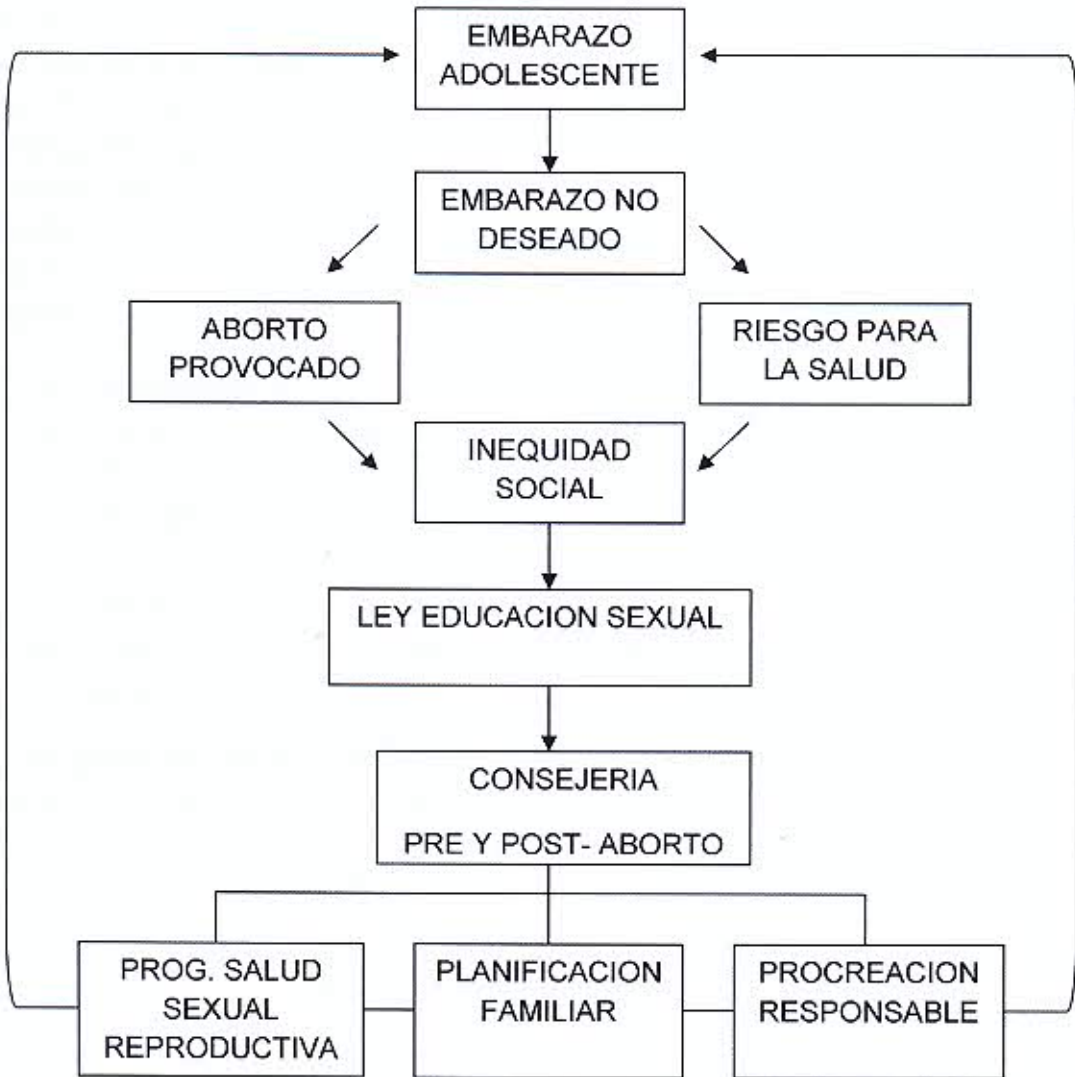 EMBARAZO
ADOLESCENTE
EMBARAZO NO
DESEADO
ABORTO
PROVOCADO
RIESGO PARA
LA SALUD
INEQUIDAD
SOCIAL
LEY EDUCACION SEXUAL
CONSEJERIA
PRE Y POST- ABORTO
PROG. SALUD
SEXUAL
REPRODUCTIVA
PLANIFICACION
FAMILIAR
PROCREACION
RESPONSABLE